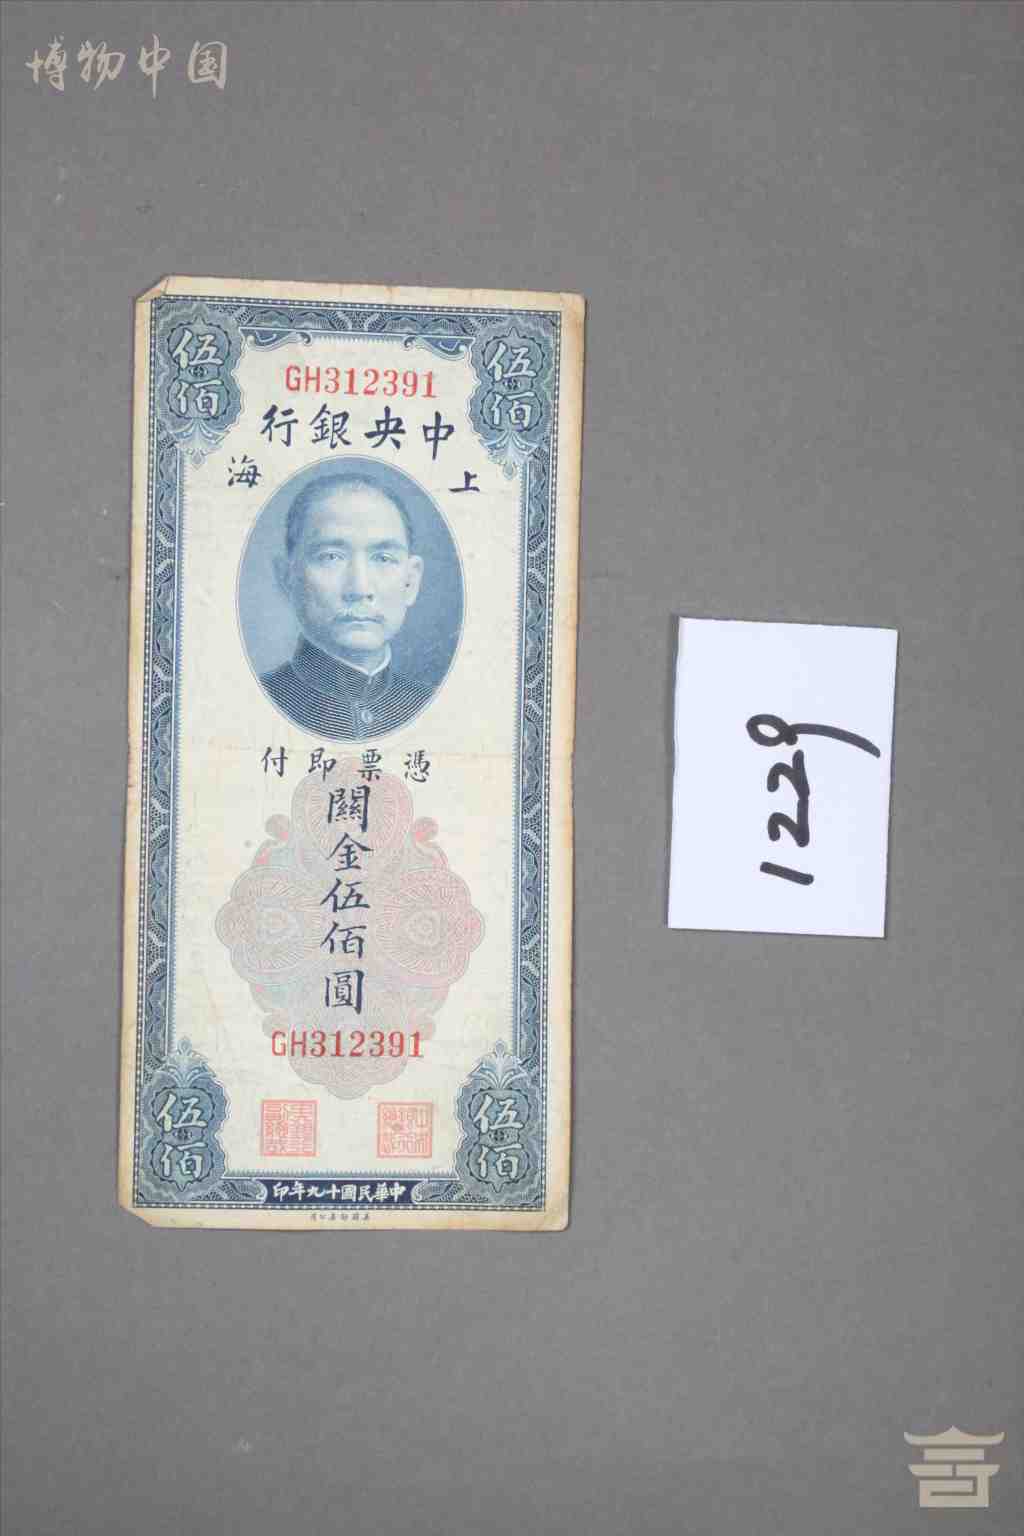 博物中国
伍佰
伍佰
GH312391
中央銀行
上海
憑票即付
關金伍佰圓
GH312391
伍佰
伍佰
中華民國十九年印
1229